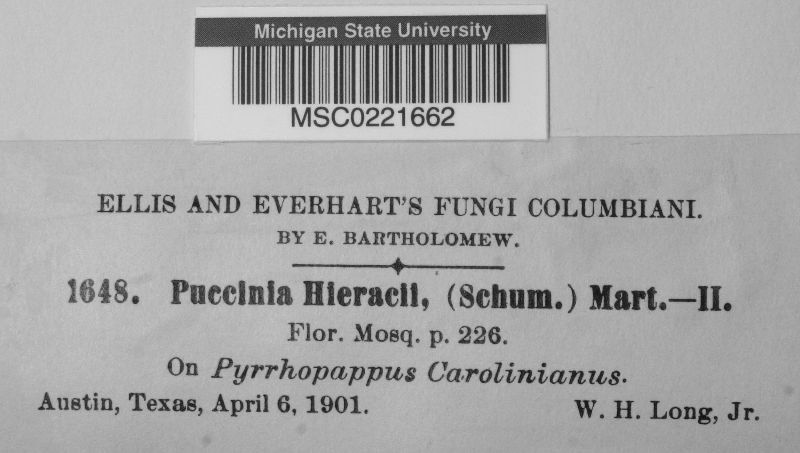 Michigan State University
MSC0221662
ELLIS AND EVERHART'S FUNGI COLUMBIANI.
BY E. BARTHOLOMEW.
1648. Puccinia Hieracii, (Schum.) Mart.—II.
Flor. Mosq. p. 226.
On Pyrrhopappus Carolinianus.
Austin, Texas, April 6, 1901. W. H. Long, Jr.